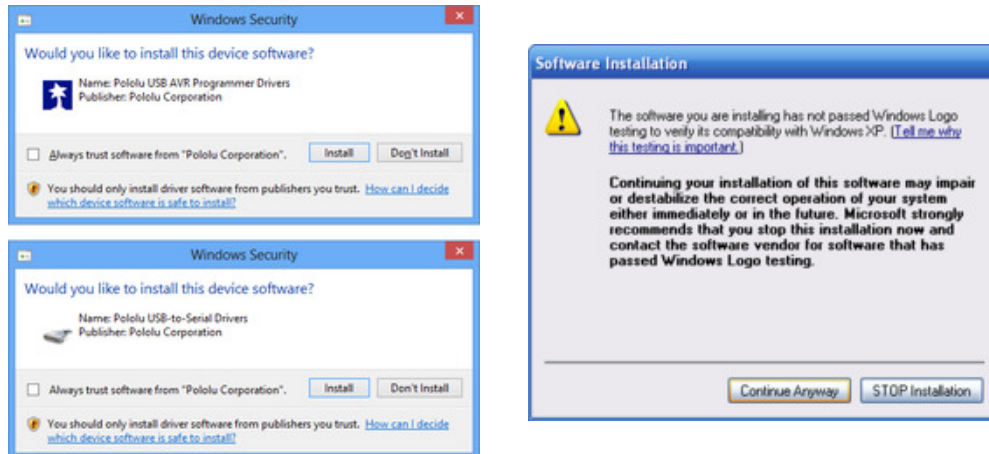 Windows Security
Would you like to install this device software?
Name: Pololu USB AVR Programmer Drivers
Publisher: Pololu Corporation
Always trust software from "Pololu Corporation".
Install
Don't Install
You should only install driver software from publishers you trust. How can I decide
which device software is safe to install?
Windows Security
Would you like to install this device software?
Name: Pololu USB-to-Serial Drivers
Publisher: Pololu Corporation
Always trust software from "Pololu Corporation".
Install
Don't Install
You should only install driver software from publishers you trust. How can I decide
which device software is safe to install?
Software Installation
The software you are installing has not passed Windows Logo
testing to verify its compatibility with Windows XP. (Tell me why
this testing is important.)
Continuing your installation of this software may impair
or destabilize the correct operation of your system
either immediately or in the future. Microsoft strongly
recommends that you stop this installation now and
contact the software vendor for software that has
passed Windows Logo testing.
Continue Anyway
STOP Installation